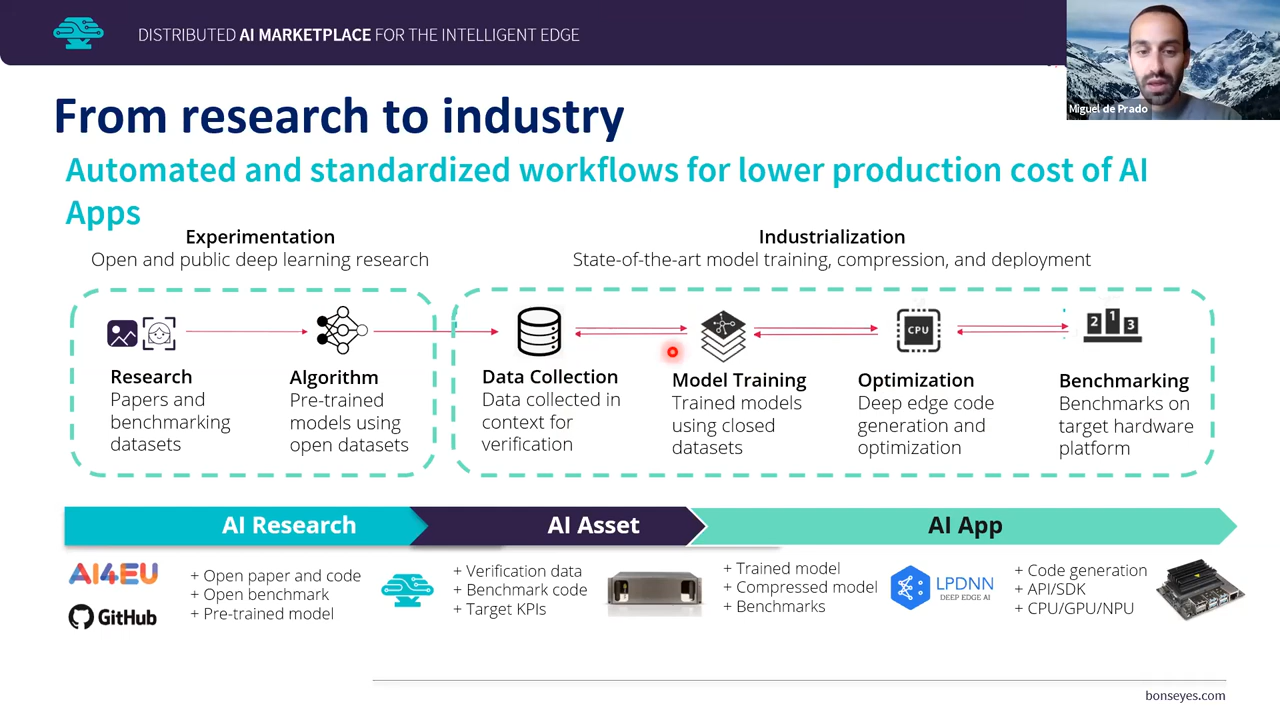 DISTRIBUTED AI MARKETPLACE FOR THE INTELLIGENT EDGE
Miguel de Prado
From research to industry
Automated and standardized workflows for lower production cost of AI
Apps
Experimentation
Open and public deep learning research
Industrialization
State-of-the-art model training, compression, and deployment
Research
Papers and
benchmarking
datasets
Algorithm
Pre-trained
models using
open datasets
Data Collection
Data collected in
context for
verification
Model Training
Trained models
using closed
datasets
CPU
Optimization
Deep edge code
generation and
optimization
2 1 3
Benchmarking
Benchmarks on
target hardware
platform
AI Research
AI Asset
AI App
AI4EU
GitHub
+ Open paper and code
+ Open benchmark
+ Pre-trained model
+ Verification data
+ Benchmark code
+ Target KPIs
+ Trained model
+ Compressed model
+ Benchmarks
LPDNN
DEEP EDGE AI
+ Code generation
+ API/SDK
+ CPU/GPU/NPU
bonseyes.com